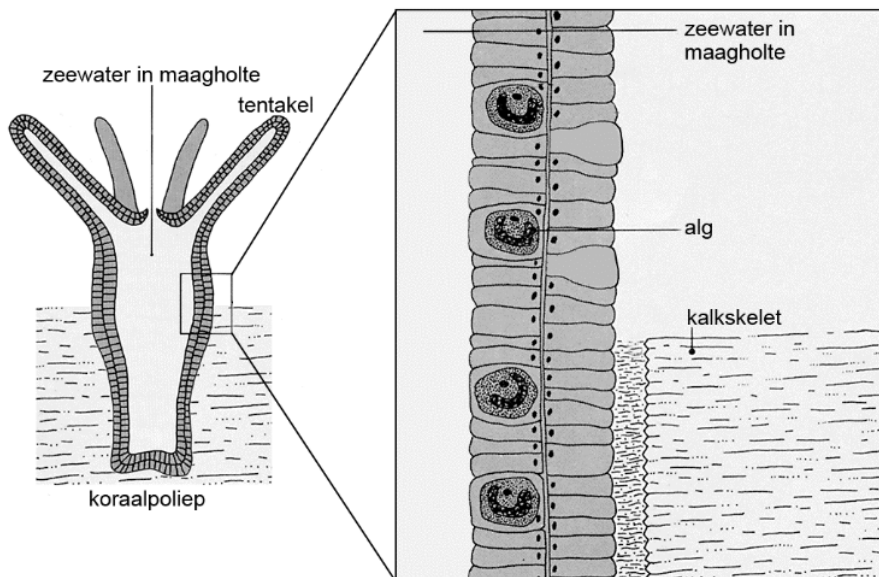 zeewater in maagholte
tentakel
koraalpoliep
zeewater in
maagholte
alg
kalkskelet